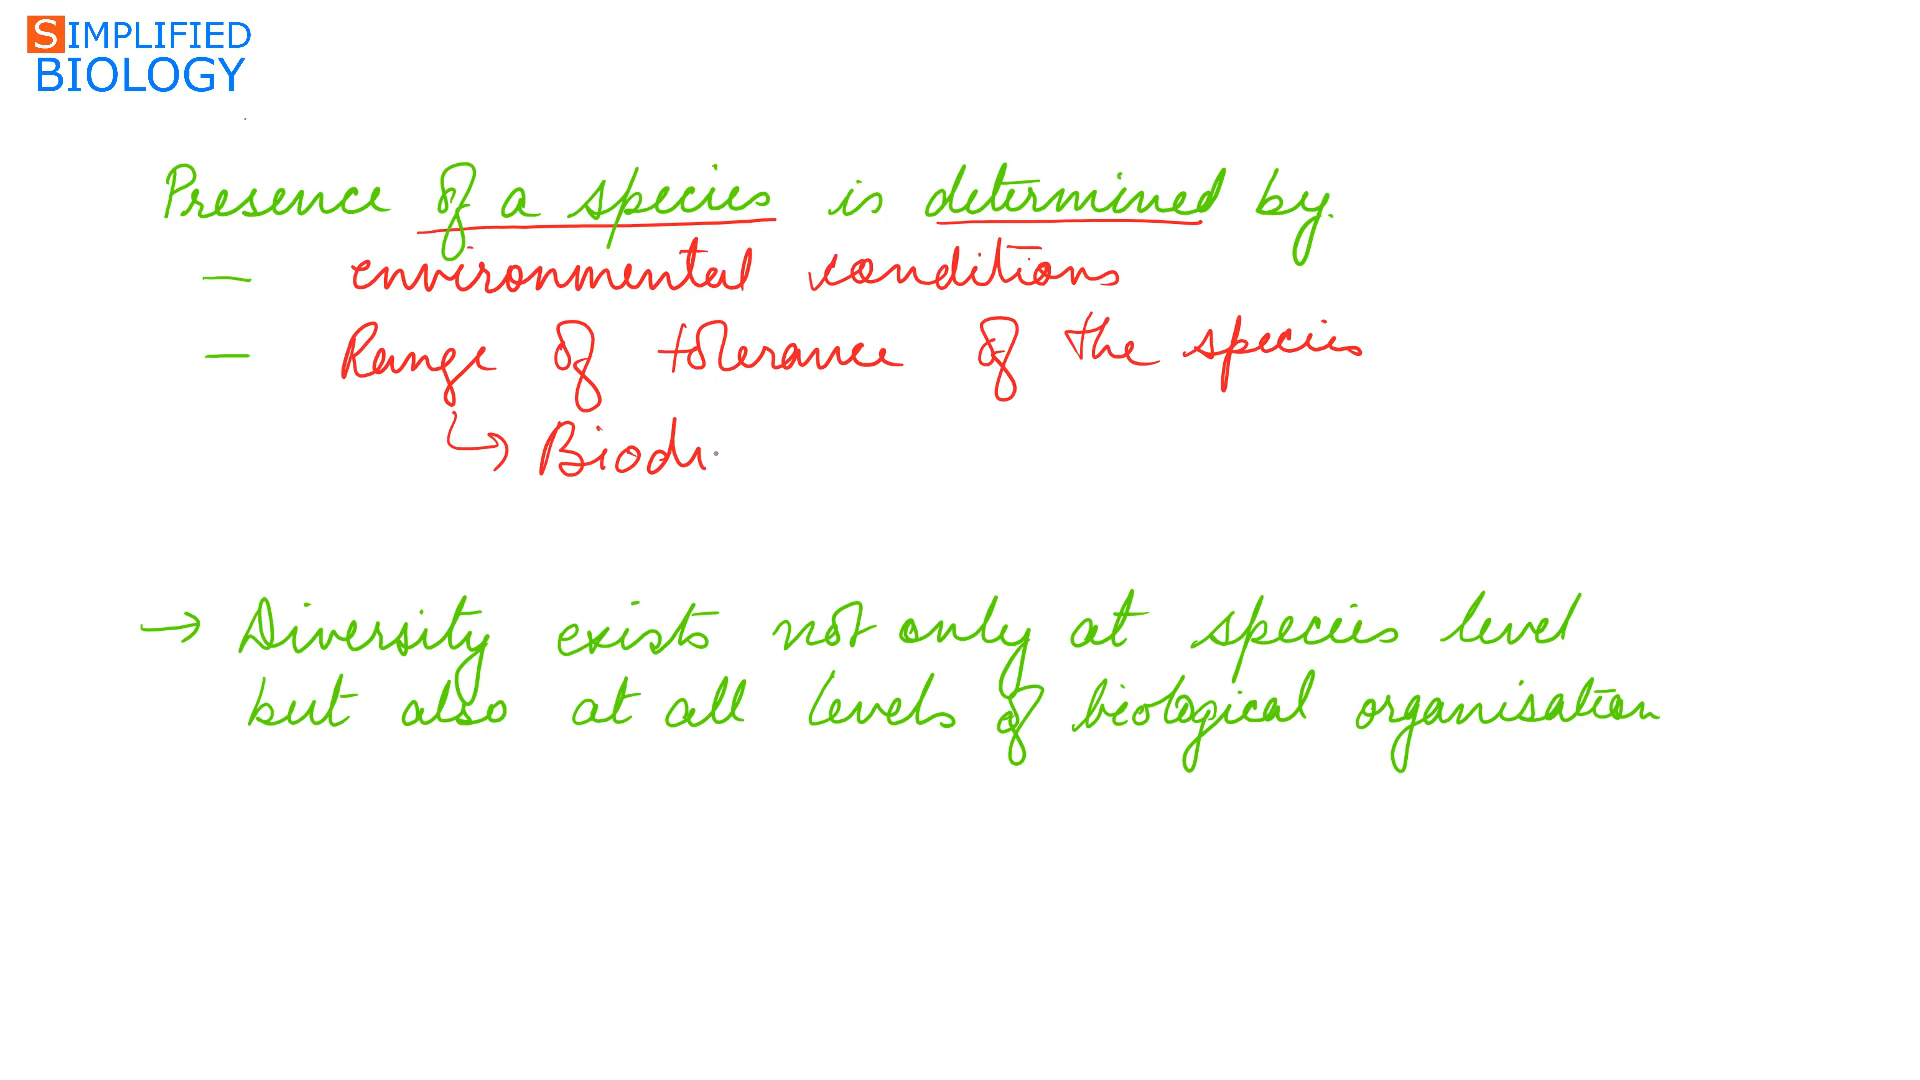 SIMPLIFIED
BIOLOGY
Presence of a species is determined by.
– environmental conditions
– Range of tolerance of the species
↳ Biodi
→ Diversity exists not only at species level
but also at all levels of biological organisation